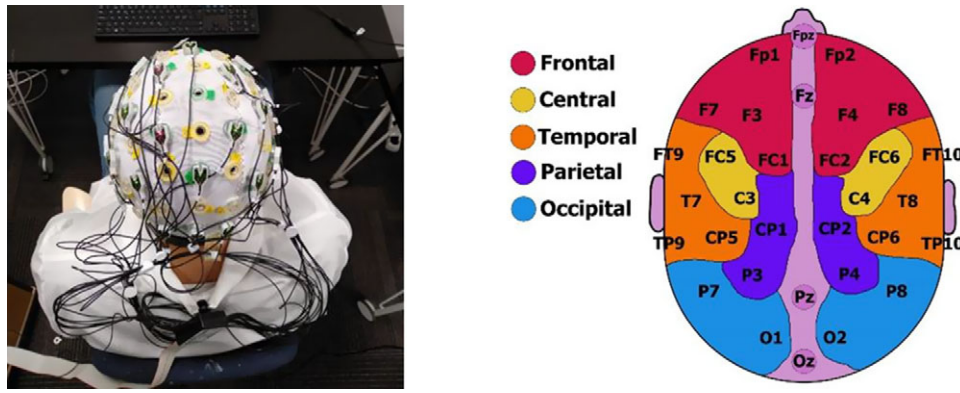 Frontal
Central
Temporal
Parietal
Occipital
Fpz
Fp1 Fp2
Fz
F7 F3 F4 F8
FT9 FC5 FC1 FC2 FC6 FT10
T7 C3 C4 T8
TP9 CP5 CP1 CP2 CP6 TP10
P7 P3 P4 P8
Pz
O1 O2
Oz